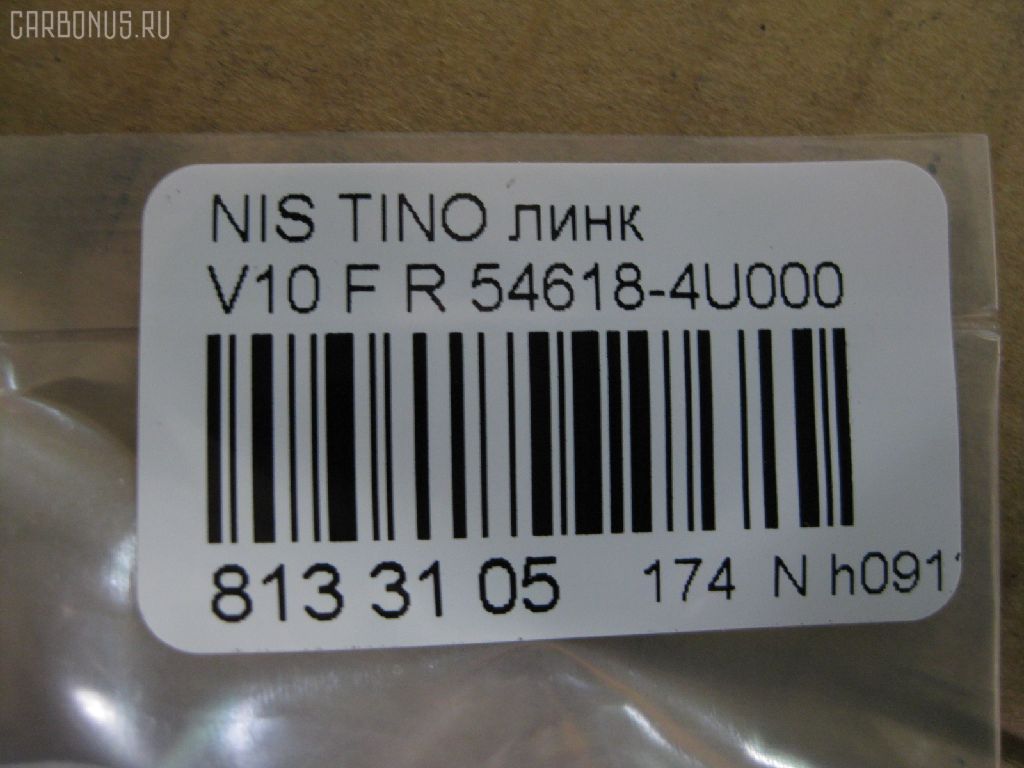 CARBONUS.RU
NIS TINO линк
V10 F R 54618-4U000
813 31 05 174 N h091